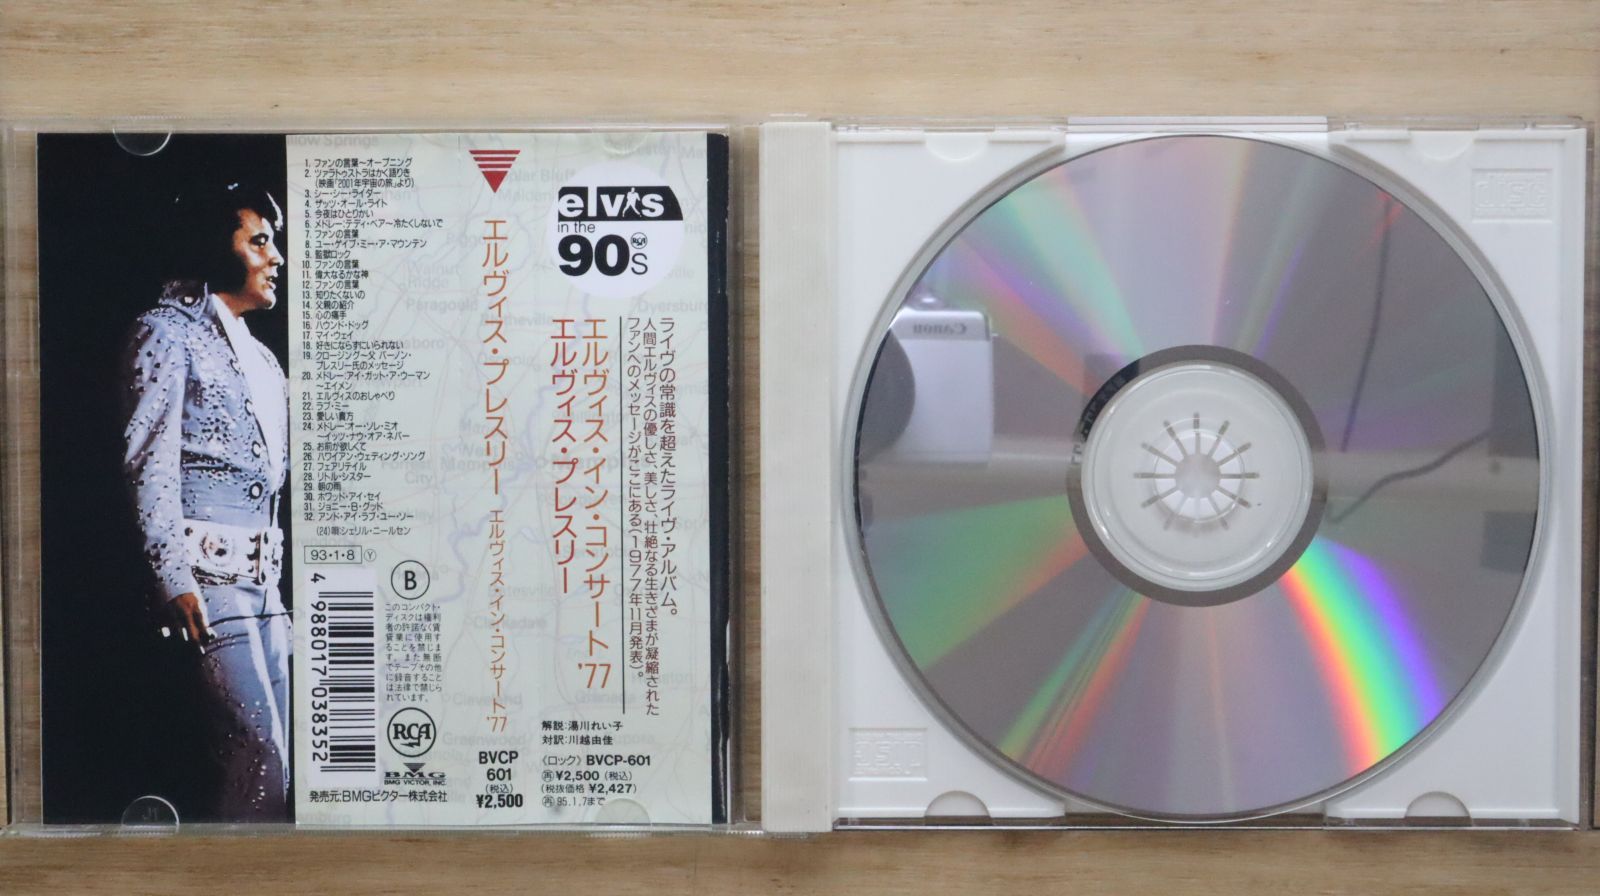 1. ファンの言葉〜オープニング
2. ツァラトゥストラはかく語りき
(映画「2001年宇宙の旅」より)
3. シー・シー・ライダー
4. ザッツ・オール・ライト
5. 今夜はひとりかい
6. メドレー:テディ・ベア〜冷たくしないで
7. ファンの言葉
8. ユー・ゲイブ・ミー・ア・マウンテン
9. 監獄ロック
10. ファンの言葉
11. 偉大なるかな神
12. ファンの言葉
13. 知りたくないの
14. 父親の紹介
15. 心の痛手
16. ハウンド・ドッグ
17. マイ・ウェイ
18. 好きにならずにいられない
19. クロージング〜父 バーノン・
プレスリー氏のメッセージ
20. メドレー:アイ・ガット・ア・ウーマン
〜エイメン
21. エルヴィスのおしゃべり
22. ラブ・ミー
23. 愛しい貴方
24. メドレー:オー・ソレ・ミオ
〜イッツ・ナウ・オア・ネバー
25. お前が欲しくて
26. ハワイアン・ウェディング・ソング
27. フェアリテイル
28. リトル・シスター
29. 朝の雨
30. ホワッド・アイ・セイ
31. ジョニー・B・グッド
32. アンド・アイ・ラブ・ユー・ソー
(24)唄:シェリル・ニールセン
93・1・8 Y
4 988017 038352
B
このコンパクト・
ディスクは権利
者の許諾なく賃
貸業に使用す
ることを禁じま
す。また無断
でテープその他
に録音すること
は法律で禁じら
れています。
RCA
BMG
BMG VICTOR, INC.
発売元:BMGビクター株式会社
エルヴィス・プレスリー エルヴィス・イン・コンサート'77
BVCP
601
(税込)
¥2,500
elvis
in the
90s
RCA
エルヴィス・イン・コンサート'77
エルヴィス・プレスリー
ライヴの常識を超えたライヴ・アルバム。
人間エルヴィスの優しさ、美しさ、壮絶なる生きざまが凝縮された
ファンへのメッセージがここにある(1977年11月発表)。
解説:湯川れい子
対訳:川越由佳
〈ロック〉BVCP-601
再¥2,500(税込)
(税抜価格 ¥2,427)
再95.1.7まで
Canon